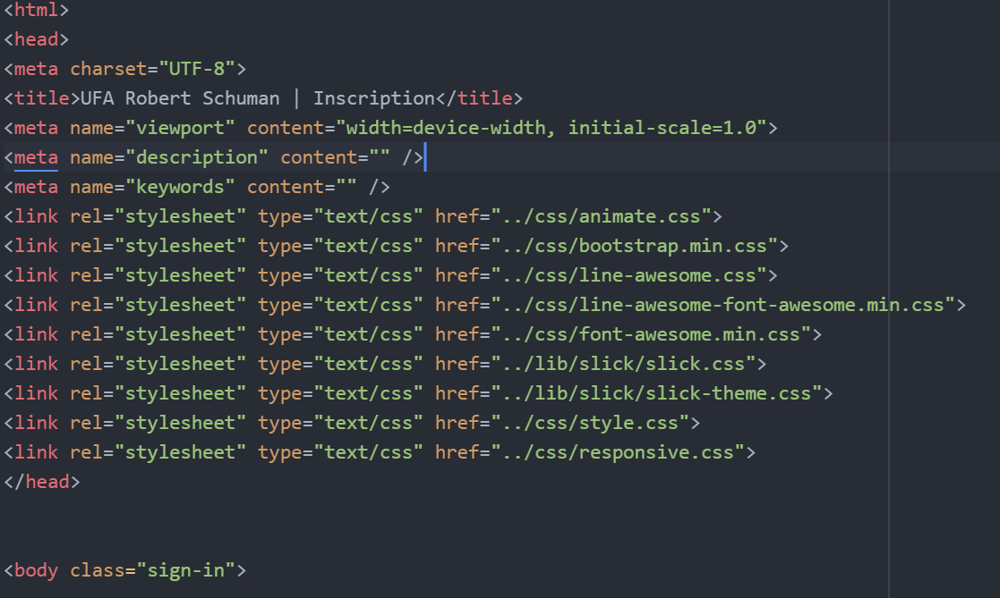 <html>
<head>
<meta charset="UTF-8">
<title>UFA Robert Schuman | Inscription</title>
<meta name="viewport" content="width=device-width, initial-scale=1.0">
<meta name="description" content="" />
<meta name="keywords" content="" />
<link rel="stylesheet" type="text/css" href="../css/animate.css">
<link rel="stylesheet" type="text/css" href="../css/bootstrap.min.css">
<link rel="stylesheet" type="text/css" href="../css/line-awesome.css">
<link rel="stylesheet" type="text/css" href="../css/line-awesome-font-awesome.min.css">
<link rel="stylesheet" type="text/css" href="../css/font-awesome.min.css">
<link rel="stylesheet" type="text/css" href="../lib/slick/slick.css">
<link rel="stylesheet" type="text/css" href="../lib/slick/slick-theme.css">
<link rel="stylesheet" type="text/css" href="../css/style.css">
<link rel="stylesheet" type="text/css" href="../css/responsive.css">
</head>
<body class="sign-in">